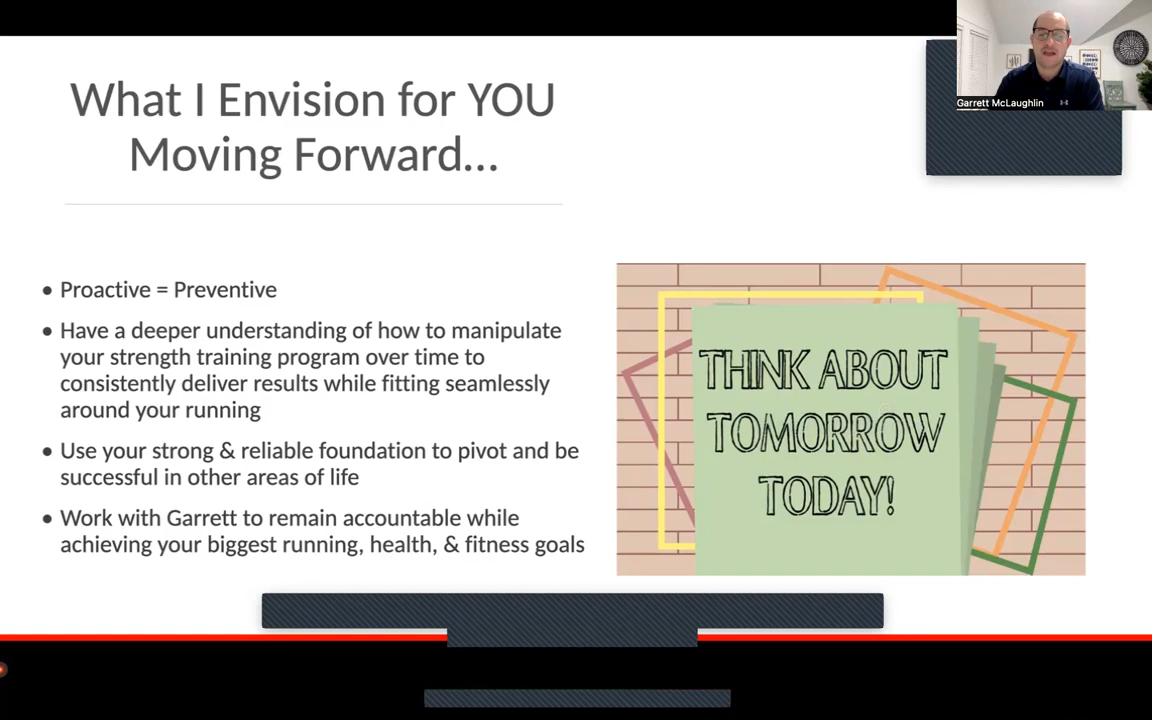 What I Envision for YOU
Moving Forward...
Garrett McLaughlin
• Proactive = Preventive
• Have a deeper understanding of how to manipulate
your strength training program over time to
consistently deliver results while fitting seamlessly
around your running
• Use your strong & reliable foundation to pivot and be
successful in other areas of life
• Work with Garrett to remain accountable while
achieving your biggest running, health, & fitness goals
THINK ABOUT
TOMORROW
TODAY!